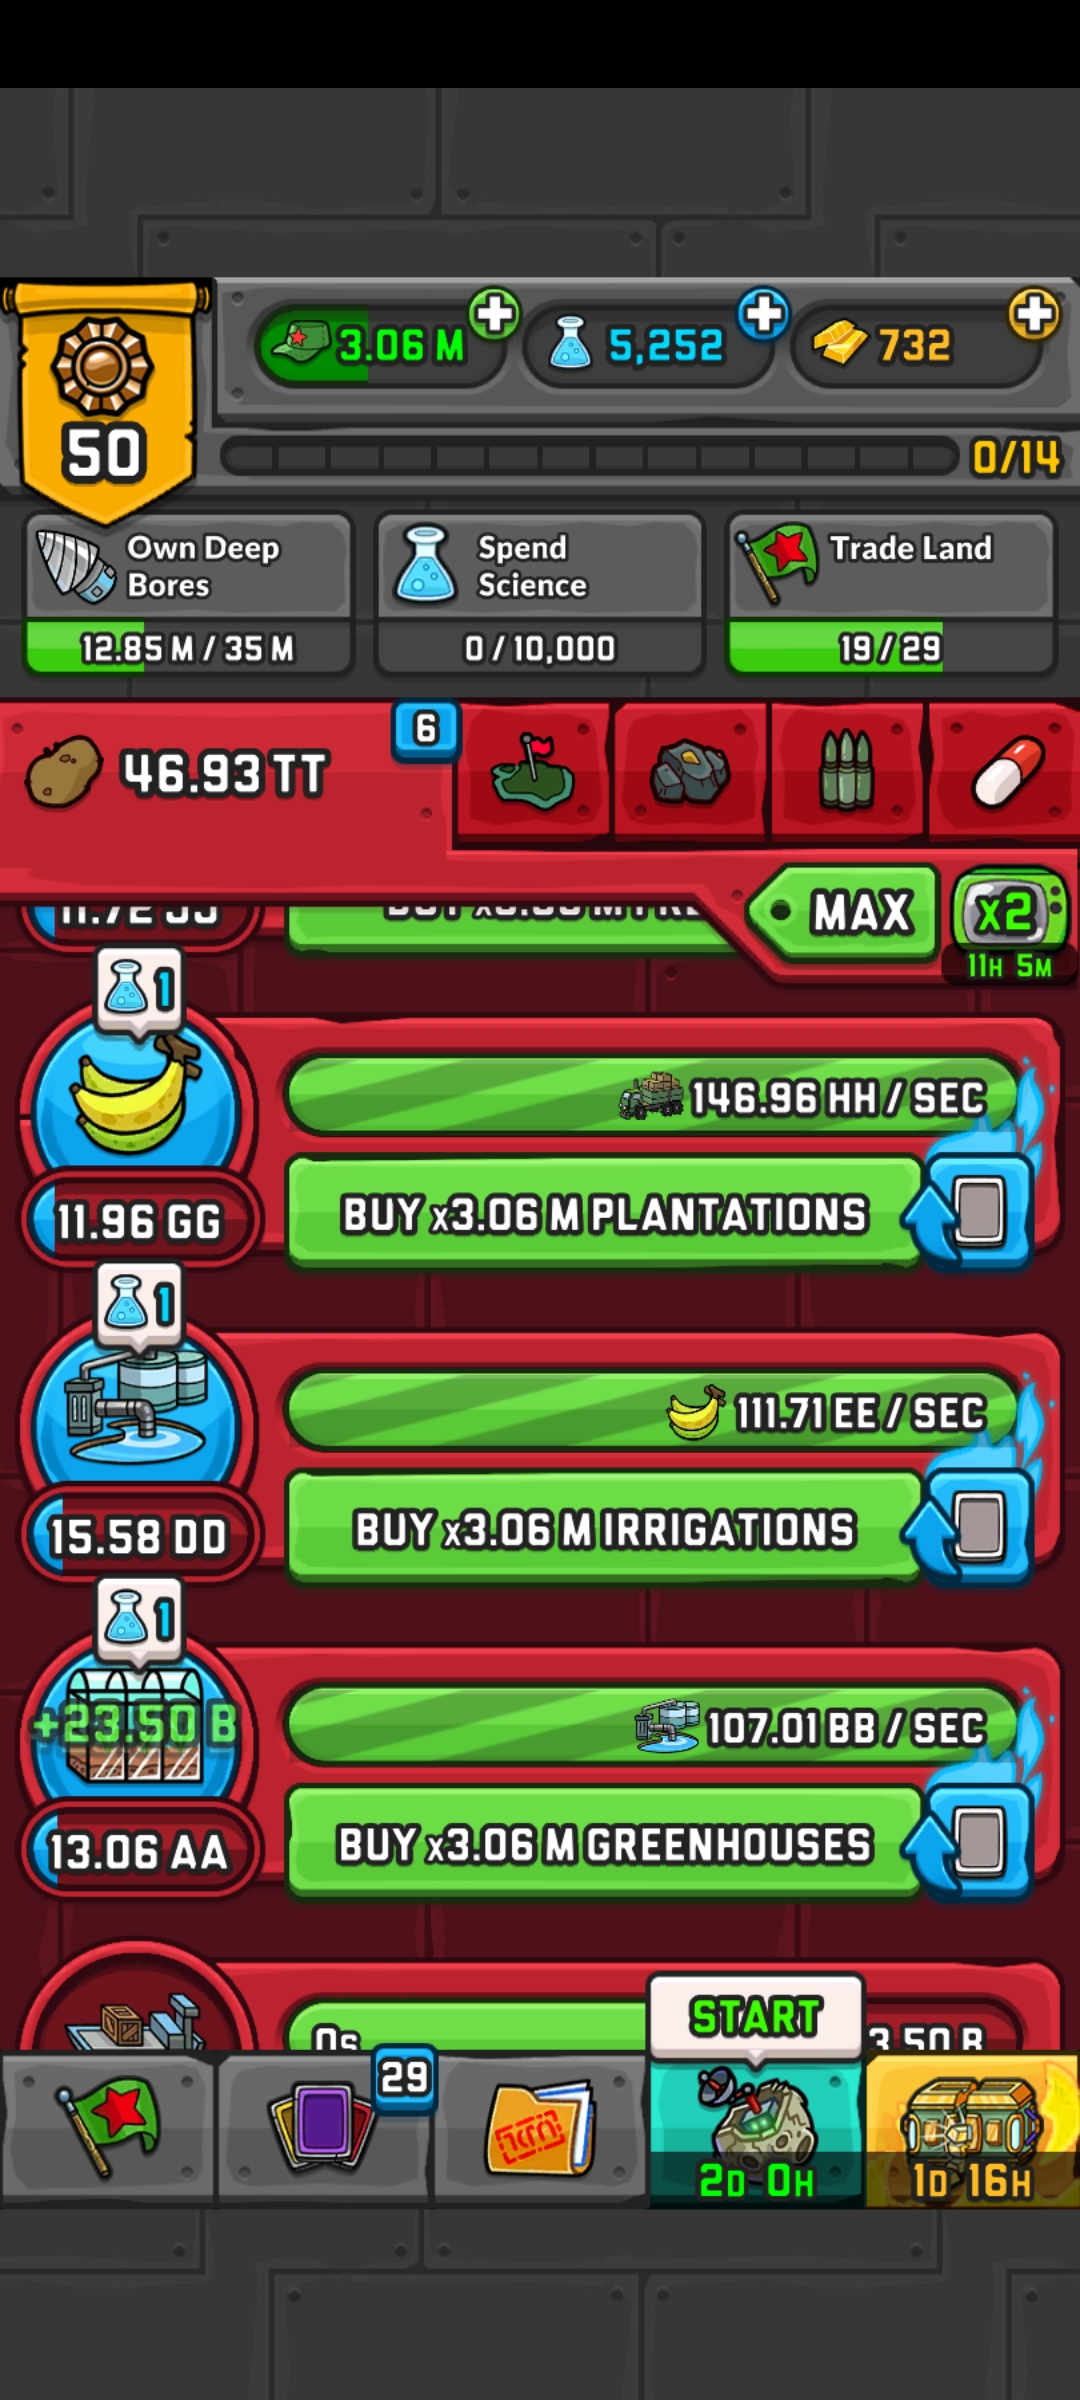 3.06 M
5,252
732
50
0/14
Own Deep
Bores
Spend
Science
Trade Land
12.85 M / 35 M
0 / 10,000
19 / 29
46.93 TT
6
MAX
x2
11H 5M
11.72 JJ
1
146.96 HH / SEC
BUY x3.06 M PLANTATIONS
11.96 GG
1
111.71 EE / SEC
BUY x3.06 M IRRIGATIONS
15.58 DD
1
+23.50 B
107.01 BB / SEC
BUY x3.06 M GREENHOUSES
13.06 AA
START
0s
3.50 B
29
2D 0H
1D 16H